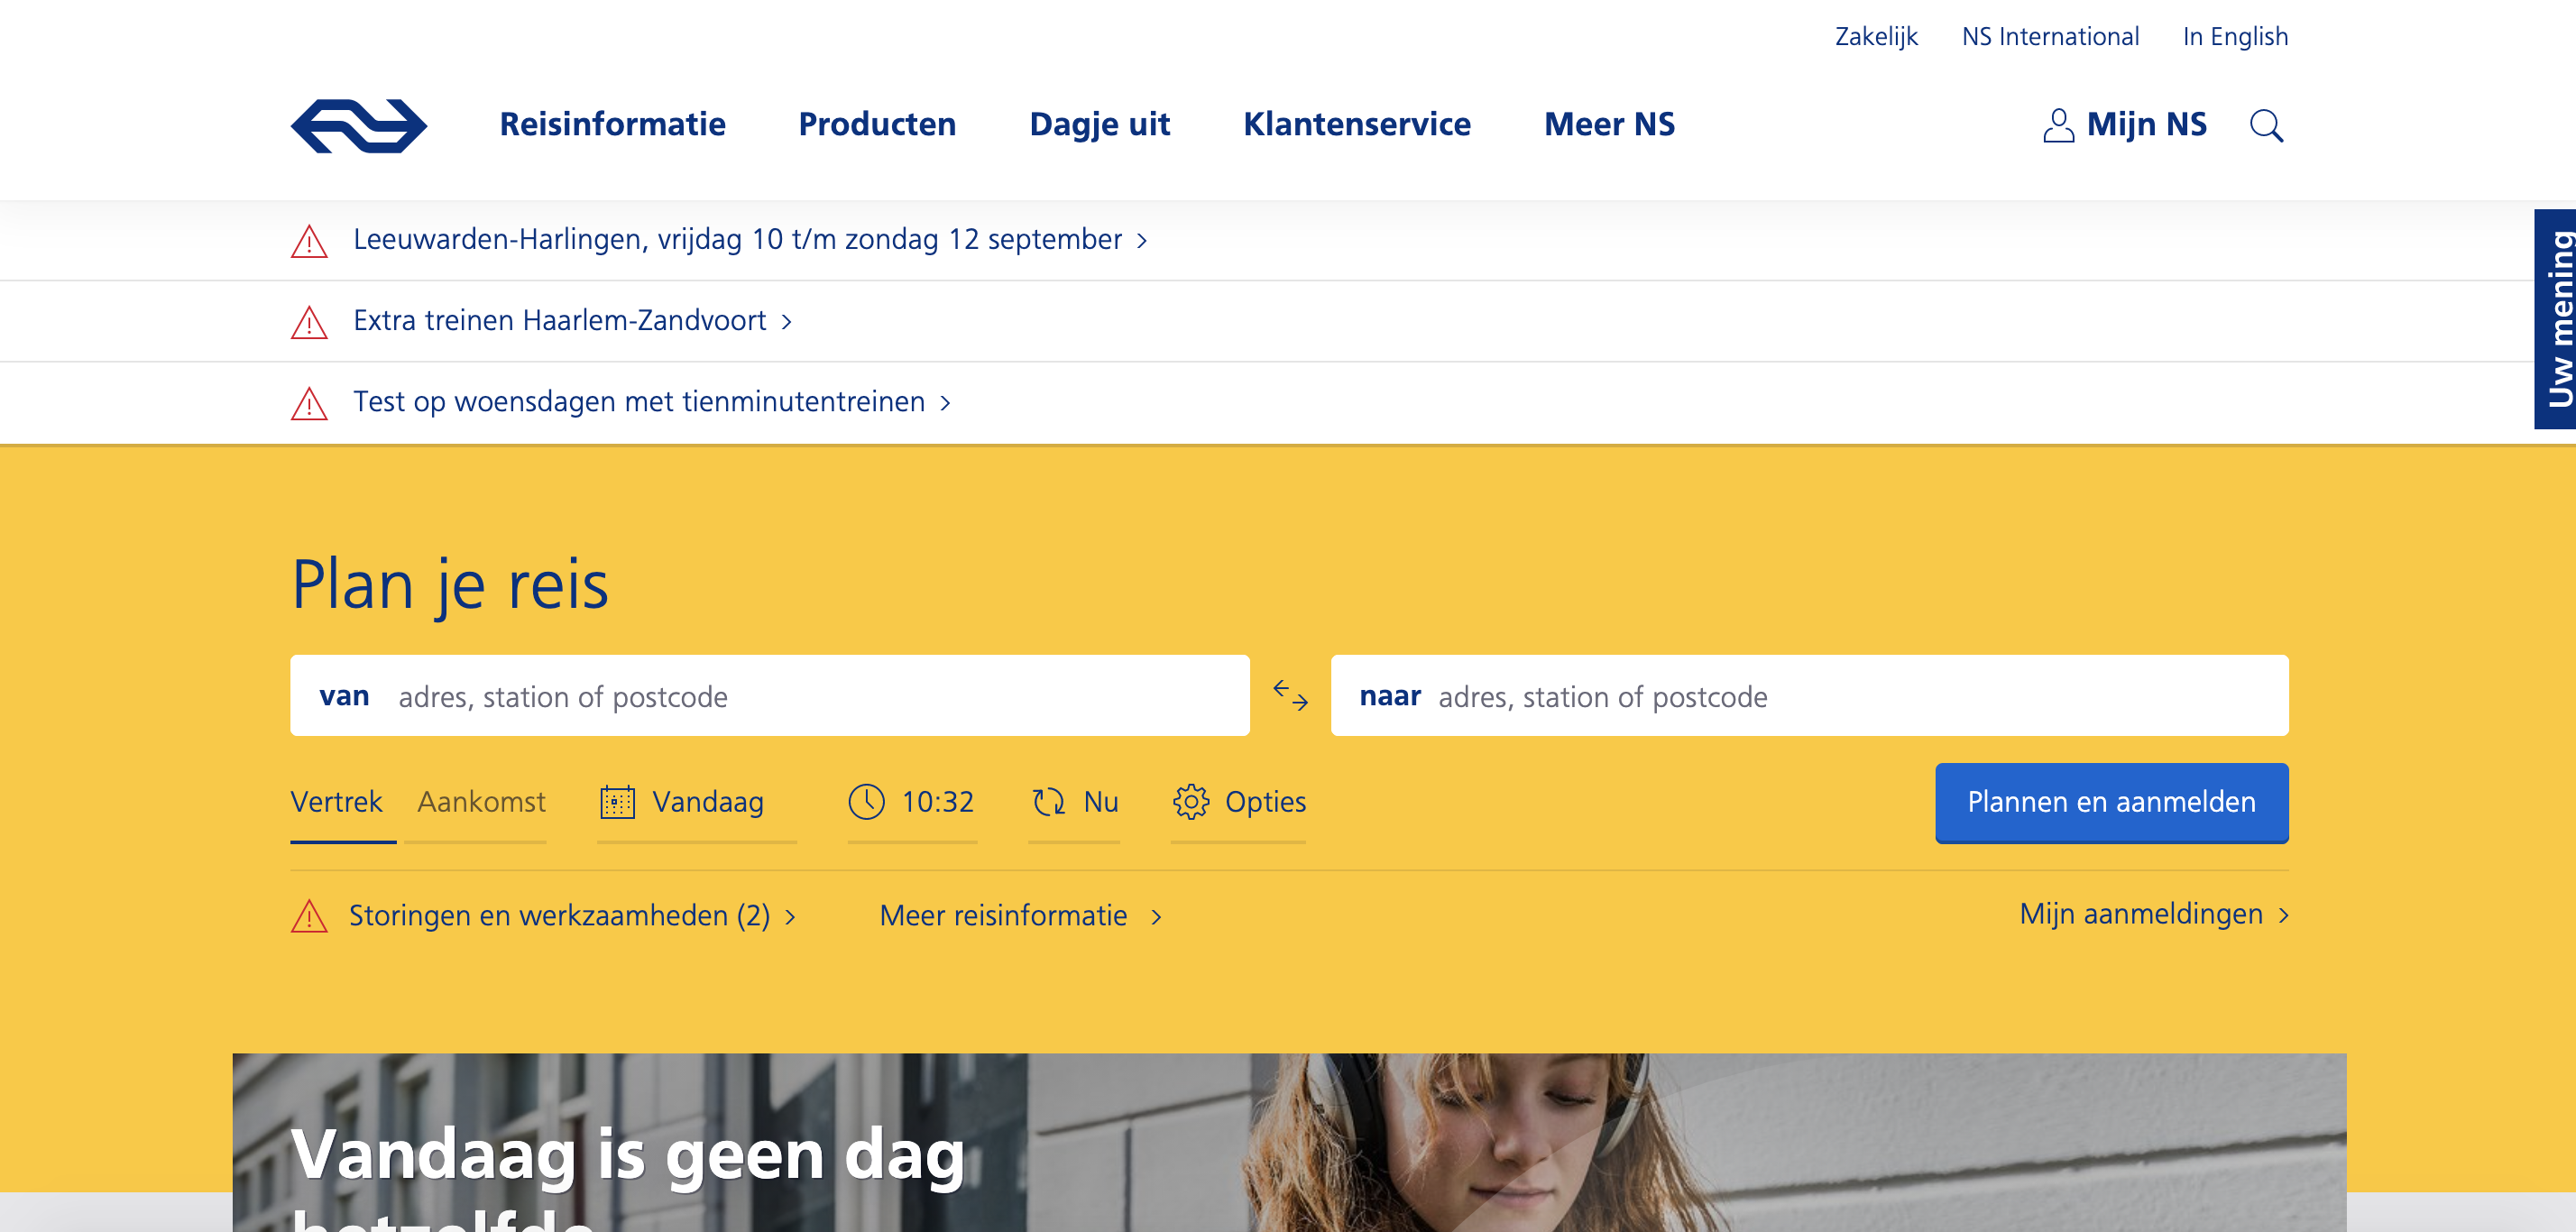 Zakelijk NS International In English
Reisinformatie Producten Dagje uit Klantenservice Meer NS Mijn NS
Leeuwarden-Harlingen, vrijdag 10 t/m zondag 12 september
Extra treinen Haarlem-Zandvoort
Test op woensdagen met tienminutentreinen
Uw mening
Plan je reis
van adres, station of postcode naar adres, station of postcode
Vertrek Aankomst Vandaag 10:32 Nu Opties Plannen en aanmelden
Storingen en werkzaamheden (2) Meer reisinformatie Mijn aanmeldingen
Vandaag is geen dag
hetzelfde